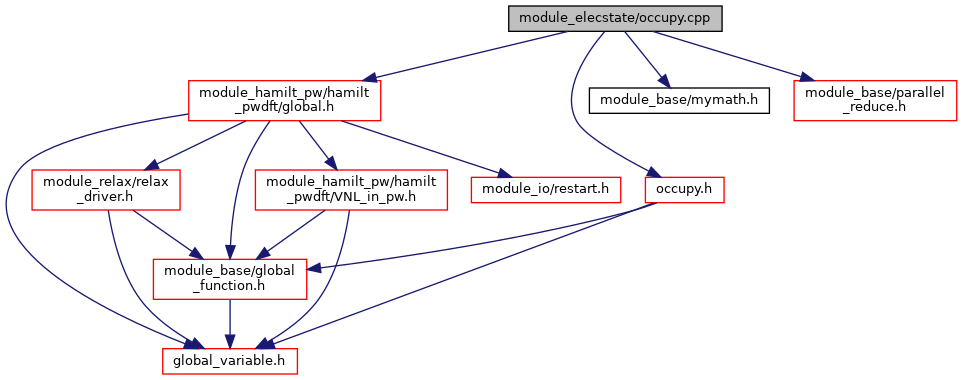 module_elecstate/occupy.cpp
module_hamilt_pw/hamilt
_pwdft/global.h
module_base/mymath.h
module_base/parallel
_reduce.h
module_relax/relax
_driver.h
module_hamilt_pw/hamilt
_pwdft/VNL_in_pw.h
module_io/restart.h
occupy.h
module_base/global
_function.h
global_variable.h